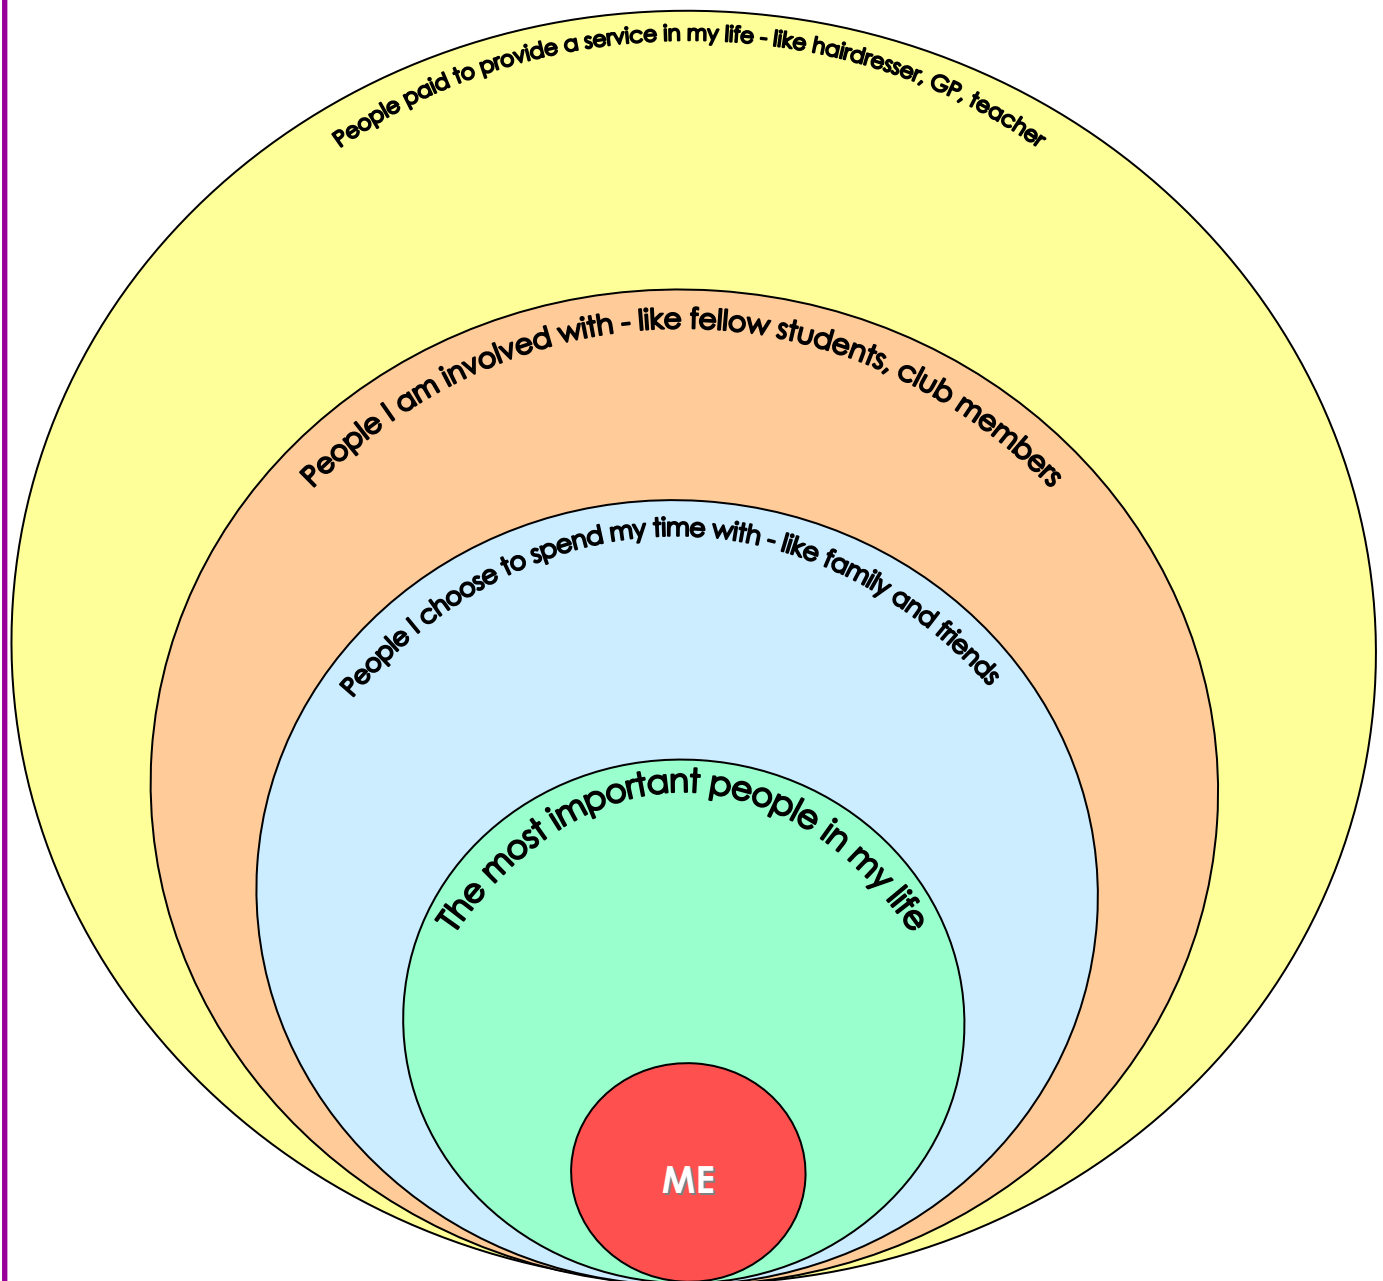 People paid to provide a service in my life - like hairdresser, GP, teacher
People I am involved with - like fellow students, club members
People I choose to spend my time with - like family and friends
The most important people in my life
ME